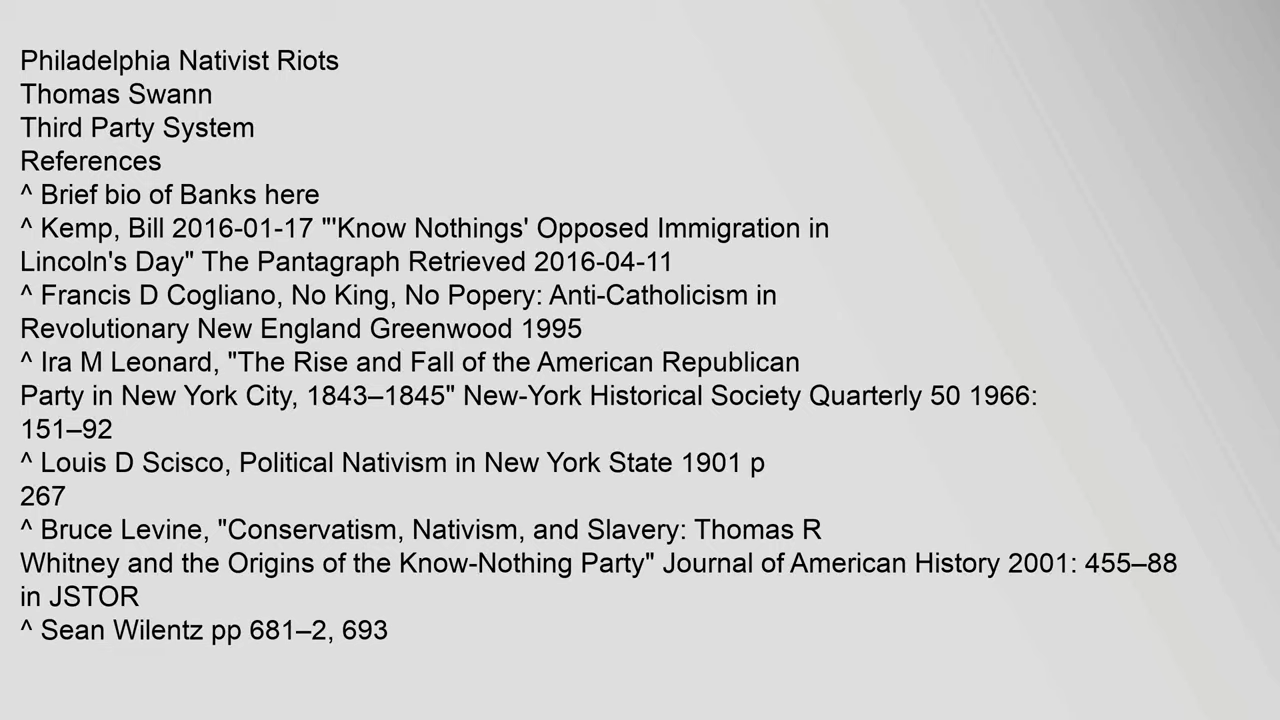 Philadelphia Nativist Riots
Thomas Swann
Third Party System
References
^ Brief bio of Banks here
^ Kemp, Bill 2016-01-17 "'Know Nothings' Opposed Immigration in
Lincoln's Day" The Pantagraph Retrieved 2016-04-11
^ Francis D Cogliano, No King, No Popery: Anti-Catholicism in
Revolutionary New England Greenwood 1995
^ Ira M Leonard, "The Rise and Fall of the American Republican
Party in New York City, 1843–1845" New-York Historical Society Quarterly 50 1966:
151–92
^ Louis D Scisco, Political Nativism in New York State 1901 p
267
^ Bruce Levine, "Conservatism, Nativism, and Slavery: Thomas R
Whitney and the Origins of the Know-Nothing Party" Journal of American History 2001: 455–88
in JSTOR
^ Sean Wilentz pp 681–2, 693